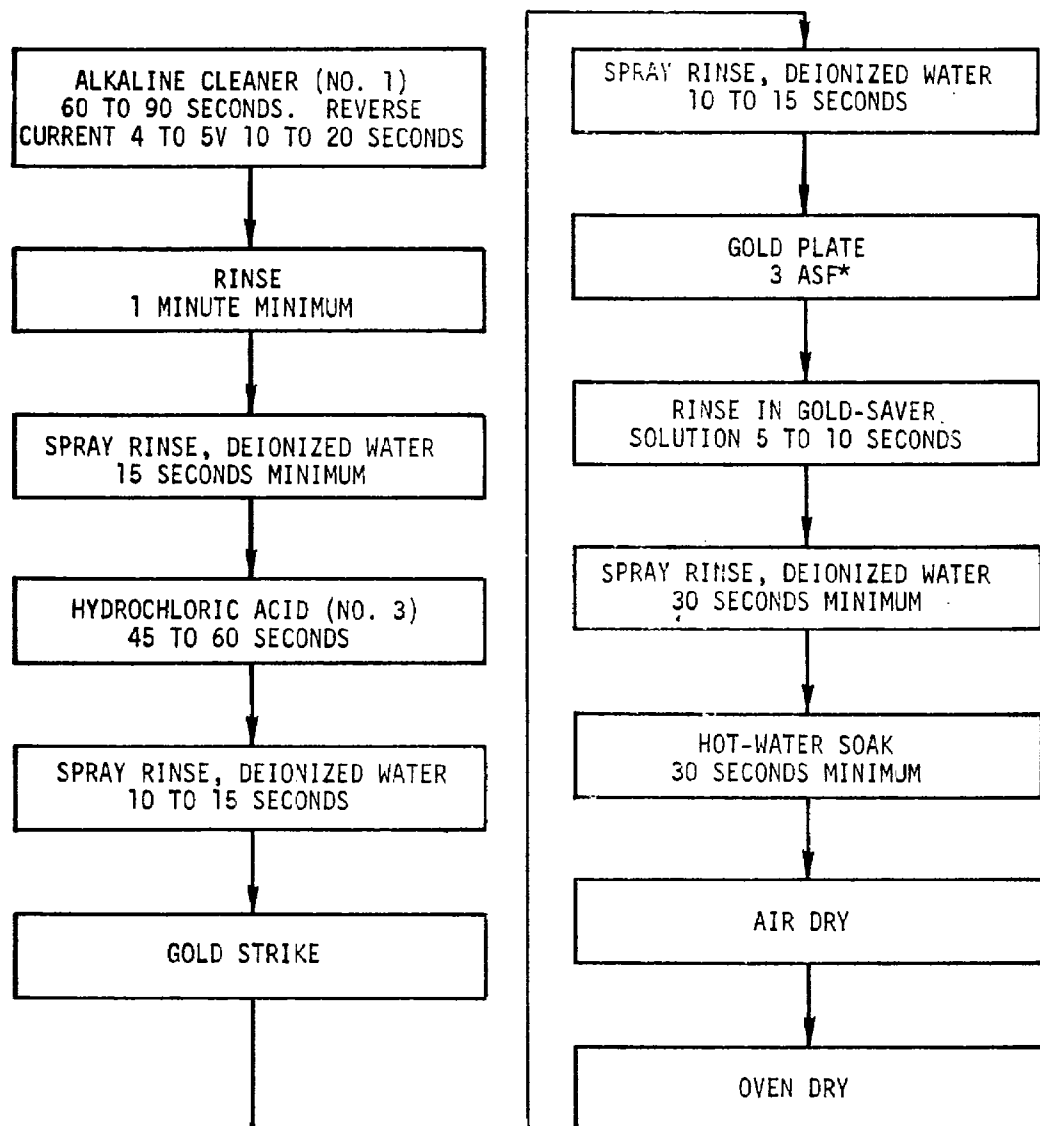 ALKALINE CLEANER (NO. 1)
60 TO 90 SECONDS. REVERSE
CURRENT 4 TO 5V 10 TO 20 SECONDS
RINSE
1 MINUTE MINIMUM
SPRAY RINSE, DEIONIZED WATER
15 SECONDS MINIMUM
HYDROCHLORIC ACID (NO. 3)
45 TO 60 SECONDS
SPRAY RINSE, DEIONIZED WATER
10 TO 15 SECONDS
GOLD STRIKE
SPRAY RINSE, DEIONIZED WATER
10 TO 15 SECONDS
GOLD PLATE
3 ASF*
RINSE IN GOLD-SAVER
SOLUTION 5 TO 10 SECONDS
SPRAY RINSE, DEIONIZED WATER
30 SECONDS MINIMUM
HOT-WATER SOAK
30 SECONDS MINIMUM
AIR DRY
OVEN DRY